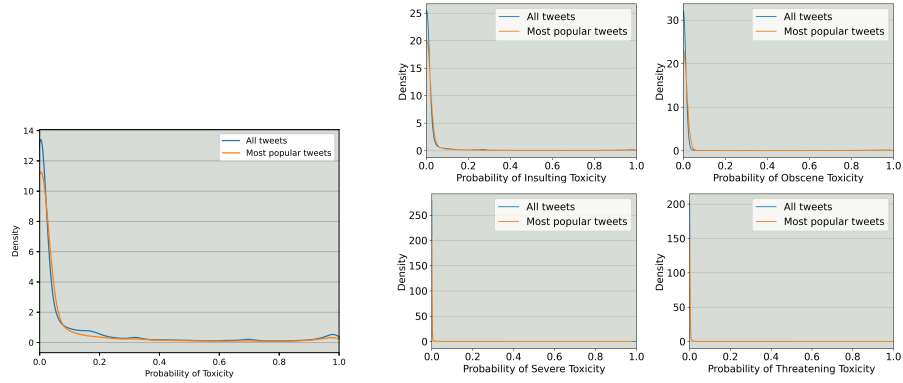 14
12
10
8
6
4
2
0
Density
0.0 0.2 0.4 0.6 0.8 1.0
Probability of Toxicity
All tweets
Most popular tweets
25
20
15
10
5
0
Density
0.0 0.2 0.4 0.6 0.8 1.0
Probability of Insulting Toxicity
All tweets
Most popular tweets
30
20
10
0
Density
0.0 0.2 0.4 0.6 0.8 1.0
Probability of Obscene Toxicity
All tweets
Most popular tweets
250
200
150
100
50
0
Density
0.0 0.2 0.4 0.6 0.8 1.0
Probability of Severe Toxicity
All tweets
Most popular tweets
200
150
100
50
0
Density
0.0 0.2 0.4 0.6 0.8 1.0
Probability of Threatening Toxicity
All tweets
Most popular tweets